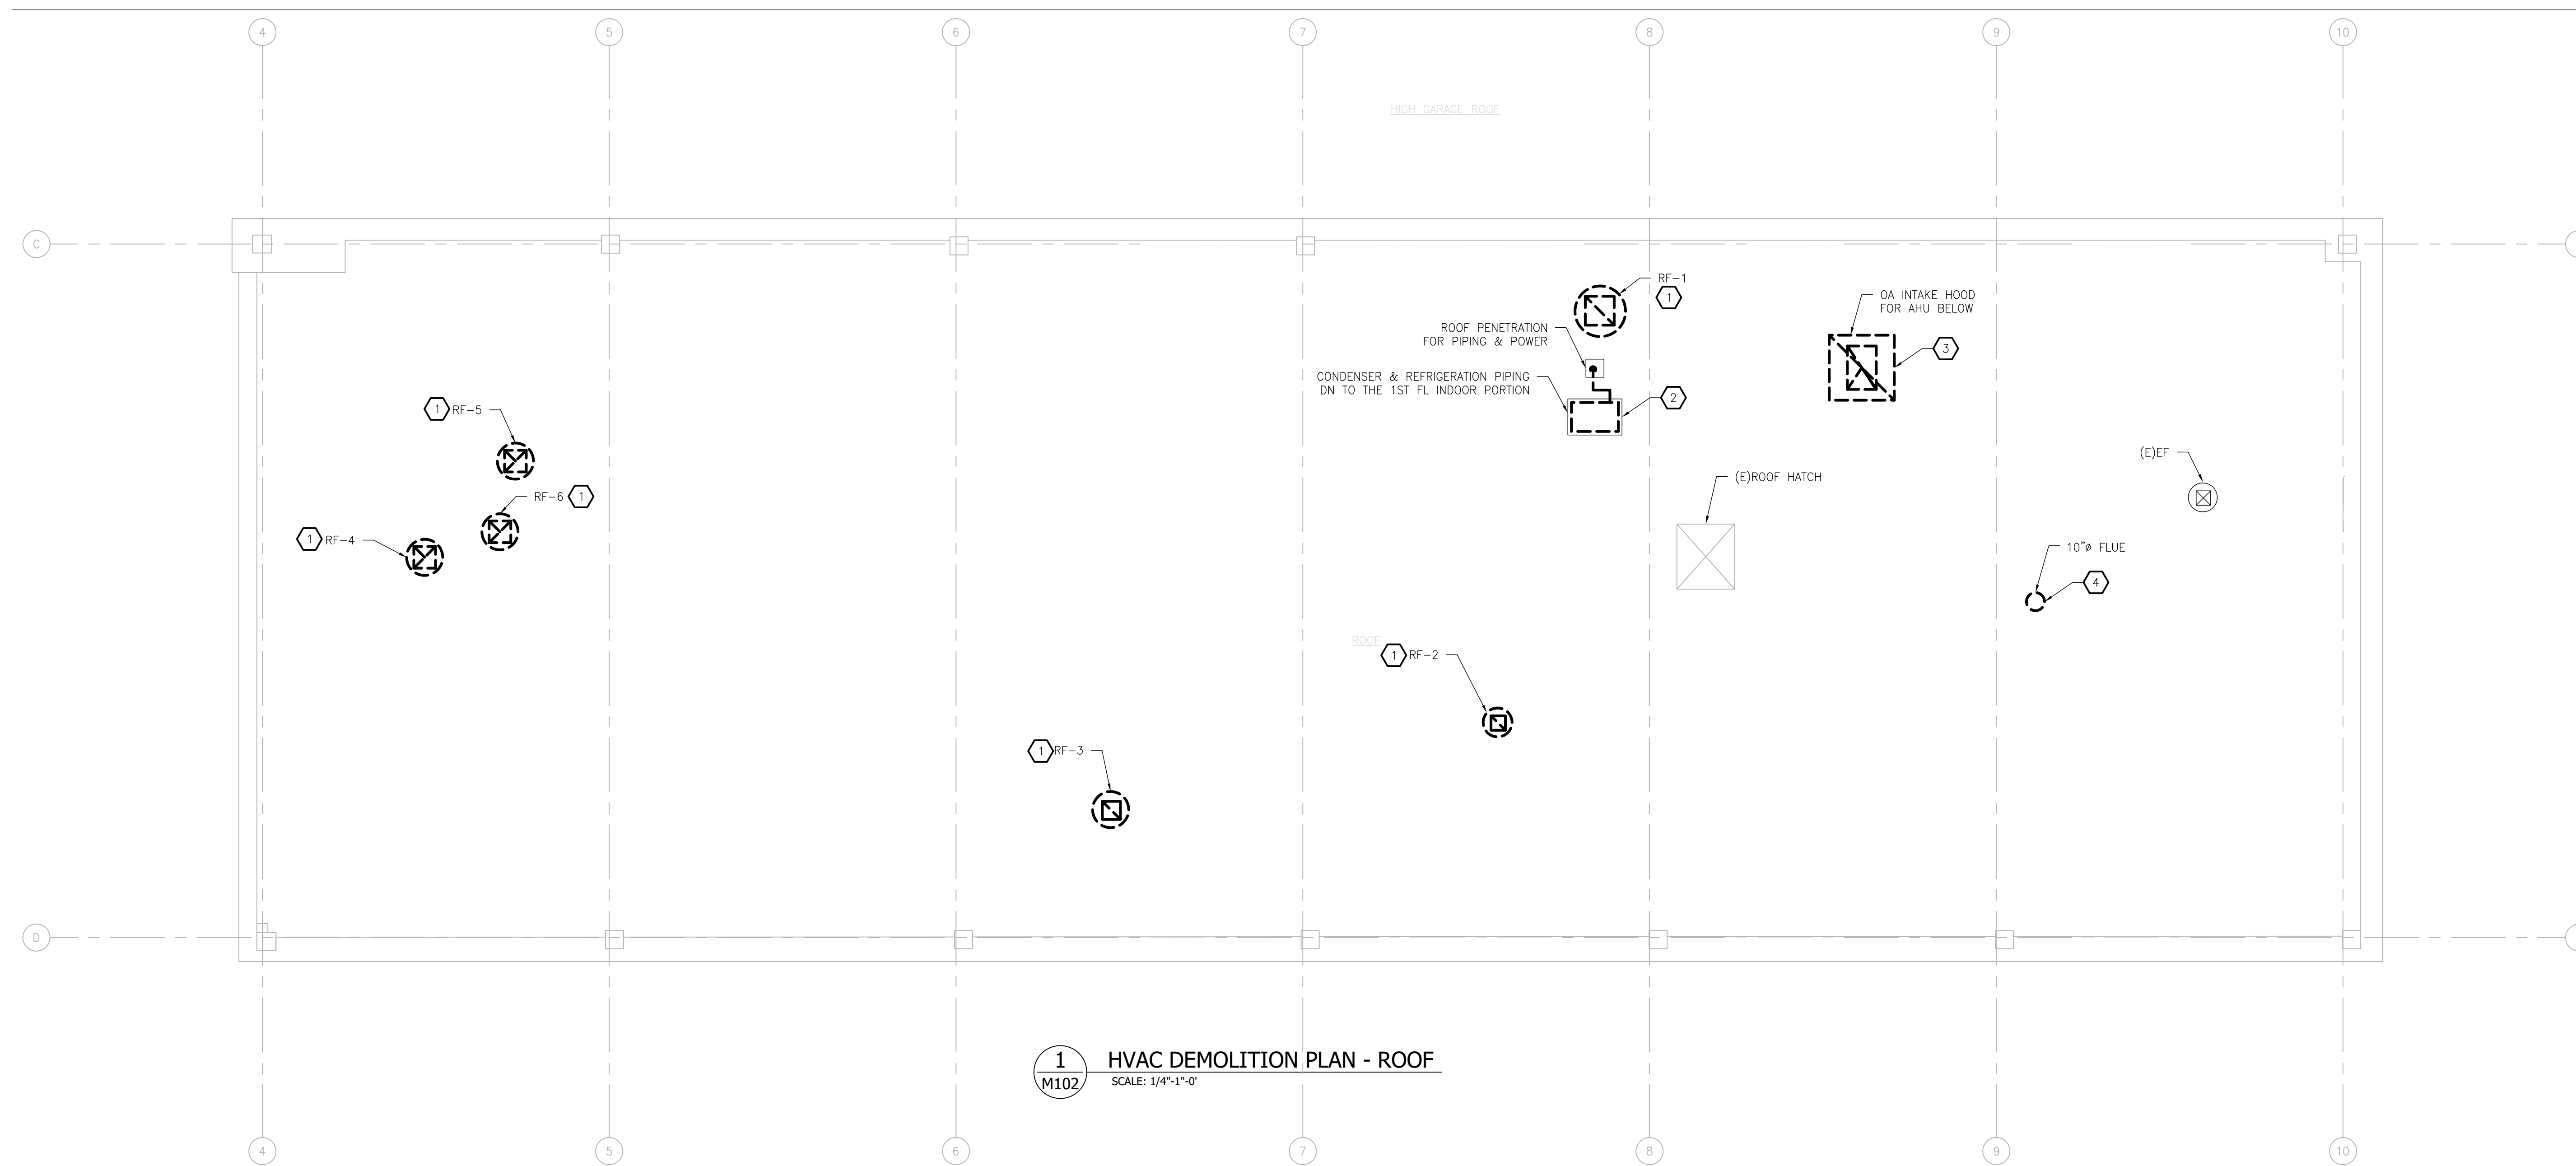 4
5
6
7
8
9
10
HIGH GARAGE ROOF
C
RF-1
1
OA INTAKE HOOD
FOR AHU BELOW
3
ROOF PENETRATION
FOR PIPING & POWER
CONDENSER & REFRIGERATION PIPING
DN TO THE 1ST FL INDOOR PORTION
2
1 RF-5
(E)EF
(E)ROOF HATCH
RF-6 1
1 RF-4
10"ø FLUE
4
ROOF
1 RF-2
1 RF-3
D
1
M102
HVAC DEMOLITION PLAN - ROOF
SCALE: 1/4"-1"-0'
4
5
6
7
8
9
10